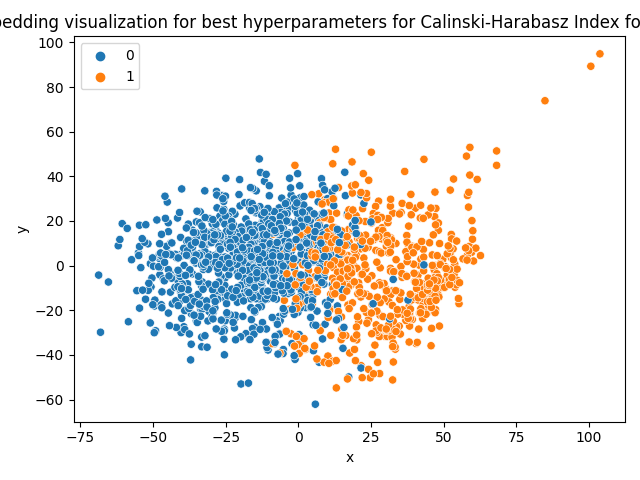 bedding visualization for best hyperparameters for Calinski-Harabasz Index fo
0
1
100
80
60
40
20
0
−20
−40
−60
y
−75 −50 −25 0 25 50 75 100
x